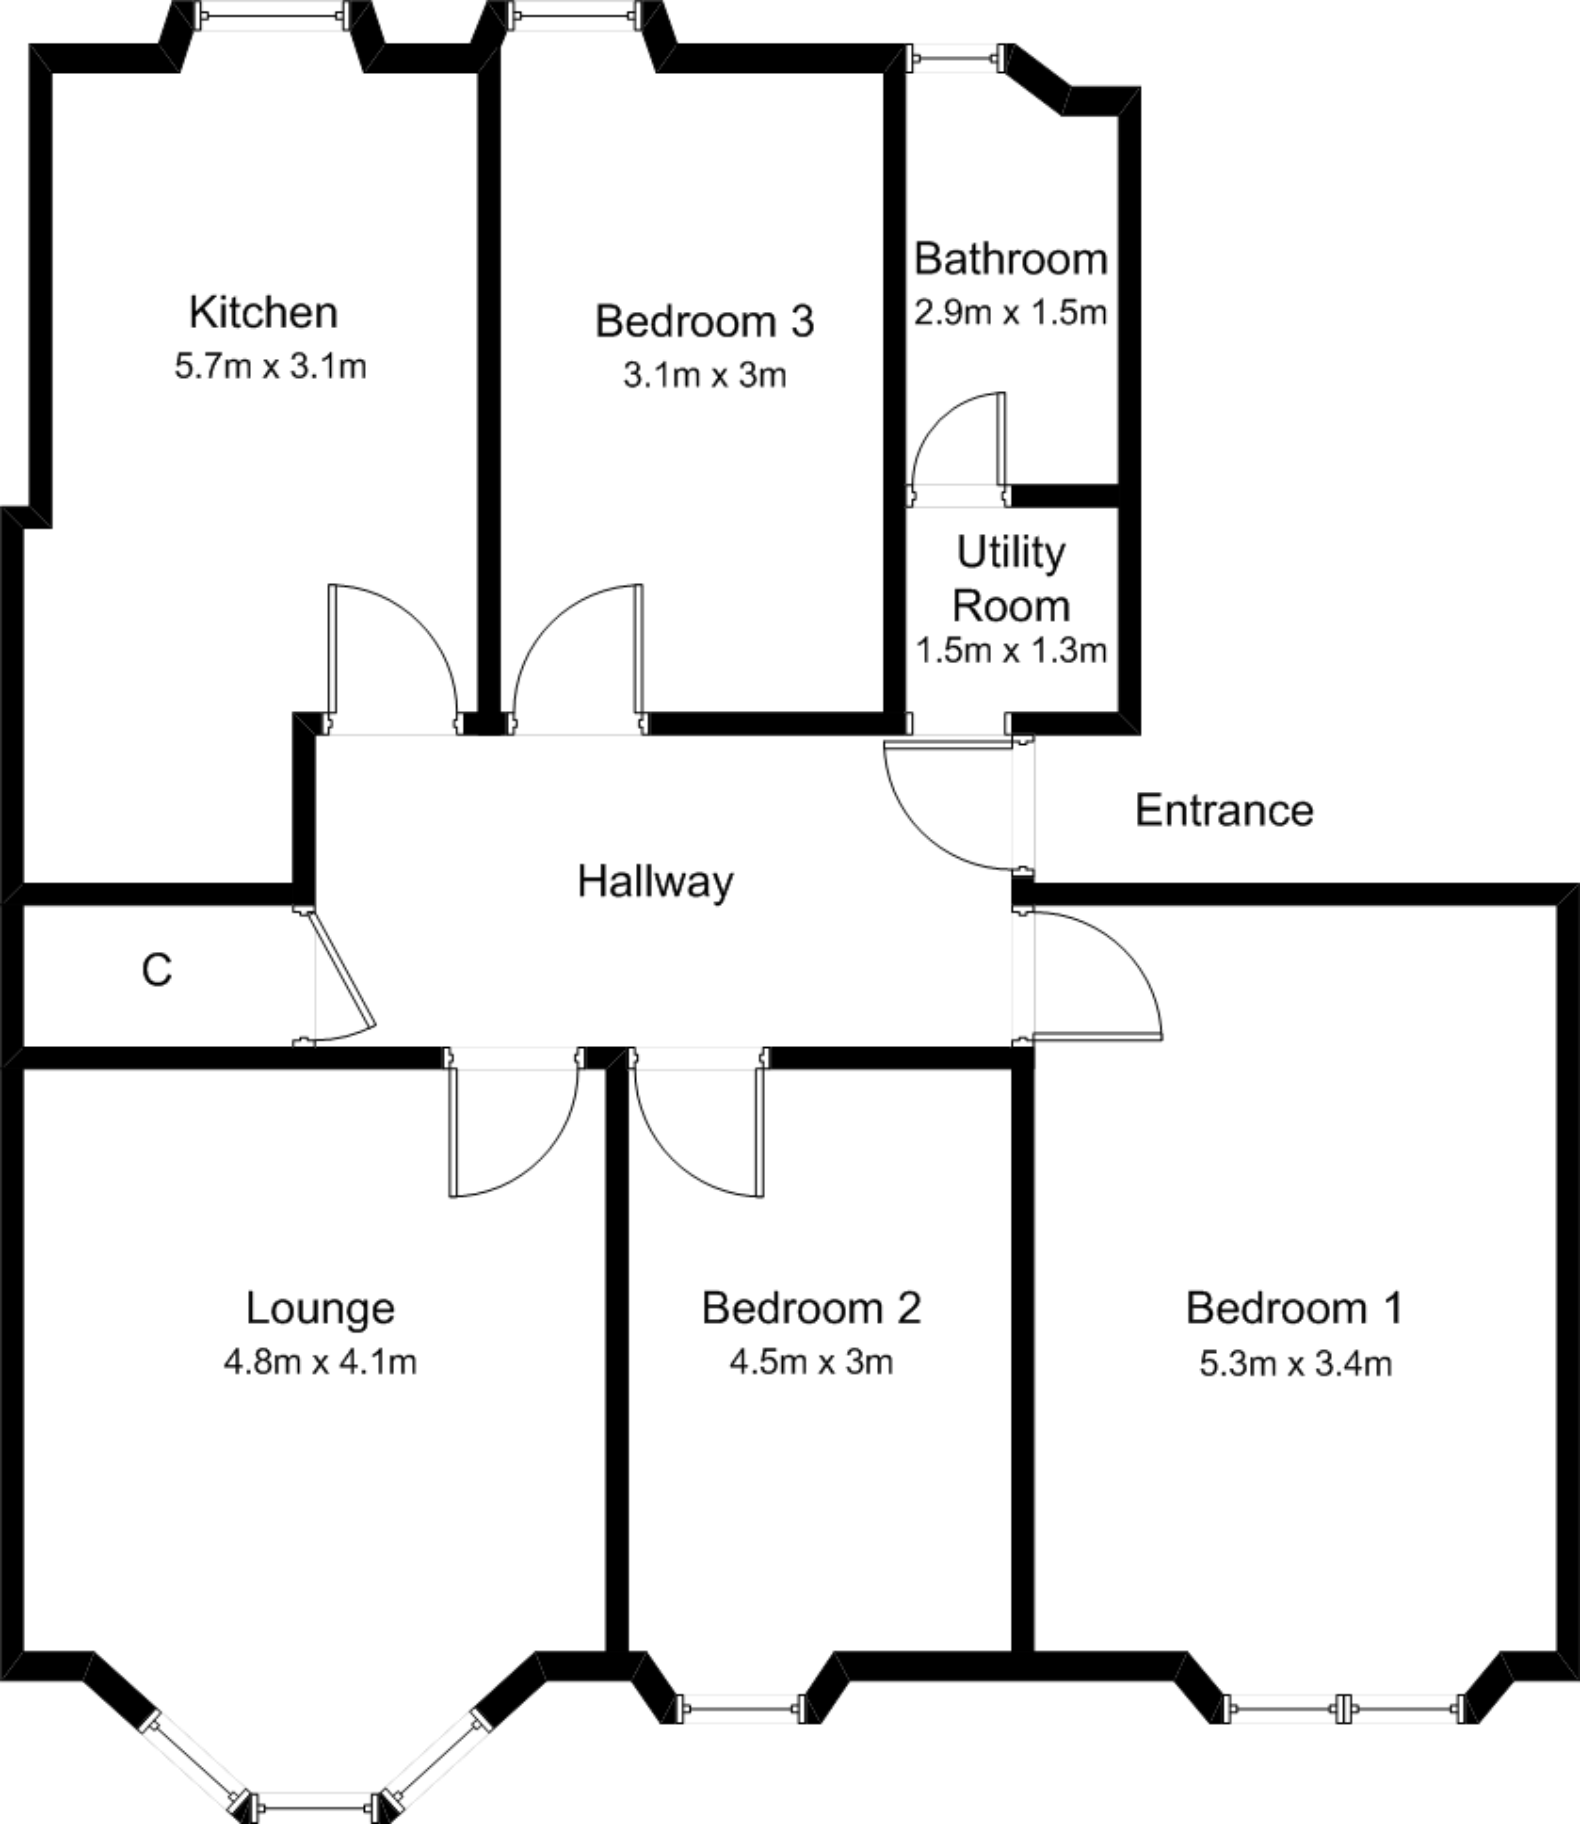 Kitchen
5.7m x 3.1m
Bedroom 3
3.1m x 3m
Bathroom
2.9m x 1.5m
Utility
Room
1.5m x 1.3m
Entrance
Hallway
C
Lounge
4.8m x 4.1m
Bedroom 2
4.5m x 3m
Bedroom 1
5.3m x 3.4m